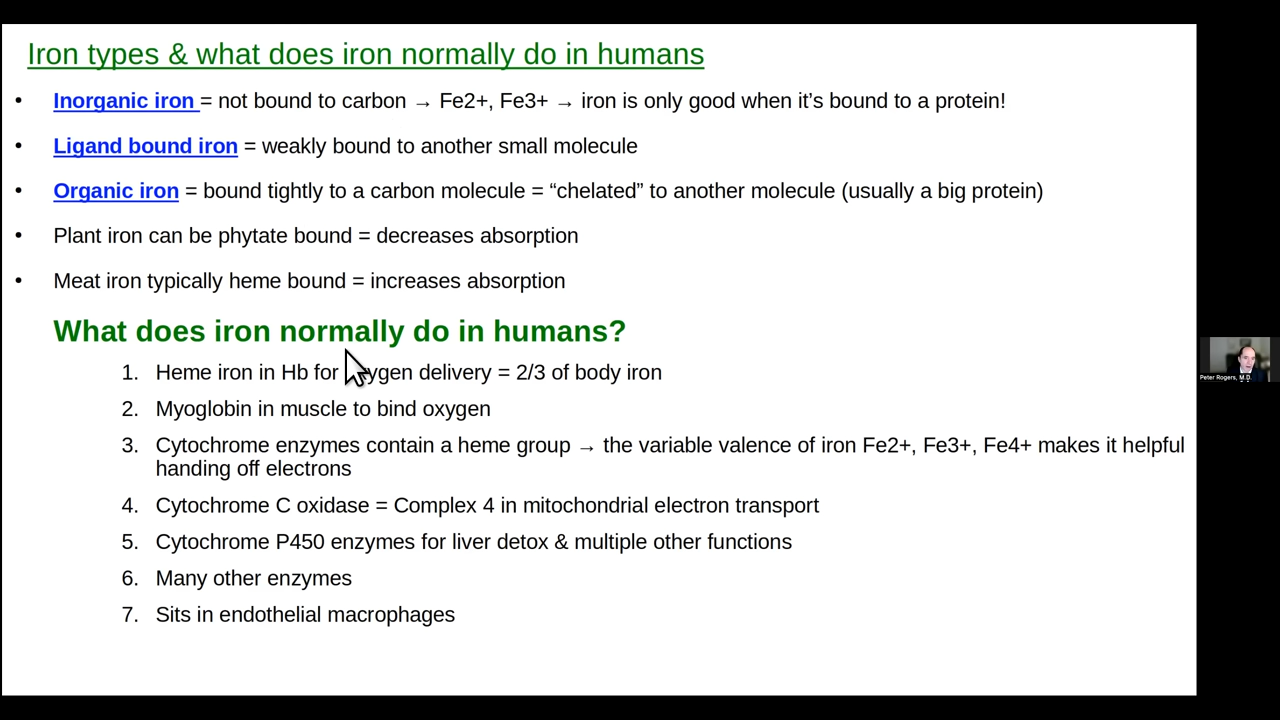 Iron types & what does iron normally do in humans
• Inorganic iron = not bound to carbon → Fe2+, Fe3+ → iron is only good when it’s bound to a protein!
• Ligand bound iron = weakly bound to another small molecule
• Organic iron = bound tightly to a carbon molecule = “chelated” to another molecule (usually a big protein)
• Plant iron can be phytate bound = decreases absorption
• Meat iron typically heme bound = increases absorption
What does iron normally do in humans?
1. Heme iron in Hb for oxygen delivery = 2/3 of body iron
2. Myoglobin in muscle to bind oxygen
3. Cytochrome enzymes contain a heme group → the variable valence of iron Fe2+, Fe3+, Fe4+ makes it helpful
handing off electrons
4. Cytochrome C oxidase = Complex 4 in mitochondrial electron transport
5. Cytochrome P450 enzymes for liver detox & multiple other functions
6. Many other enzymes
7. Sits in endothelial macrophages
Peter Rogers, M.D.